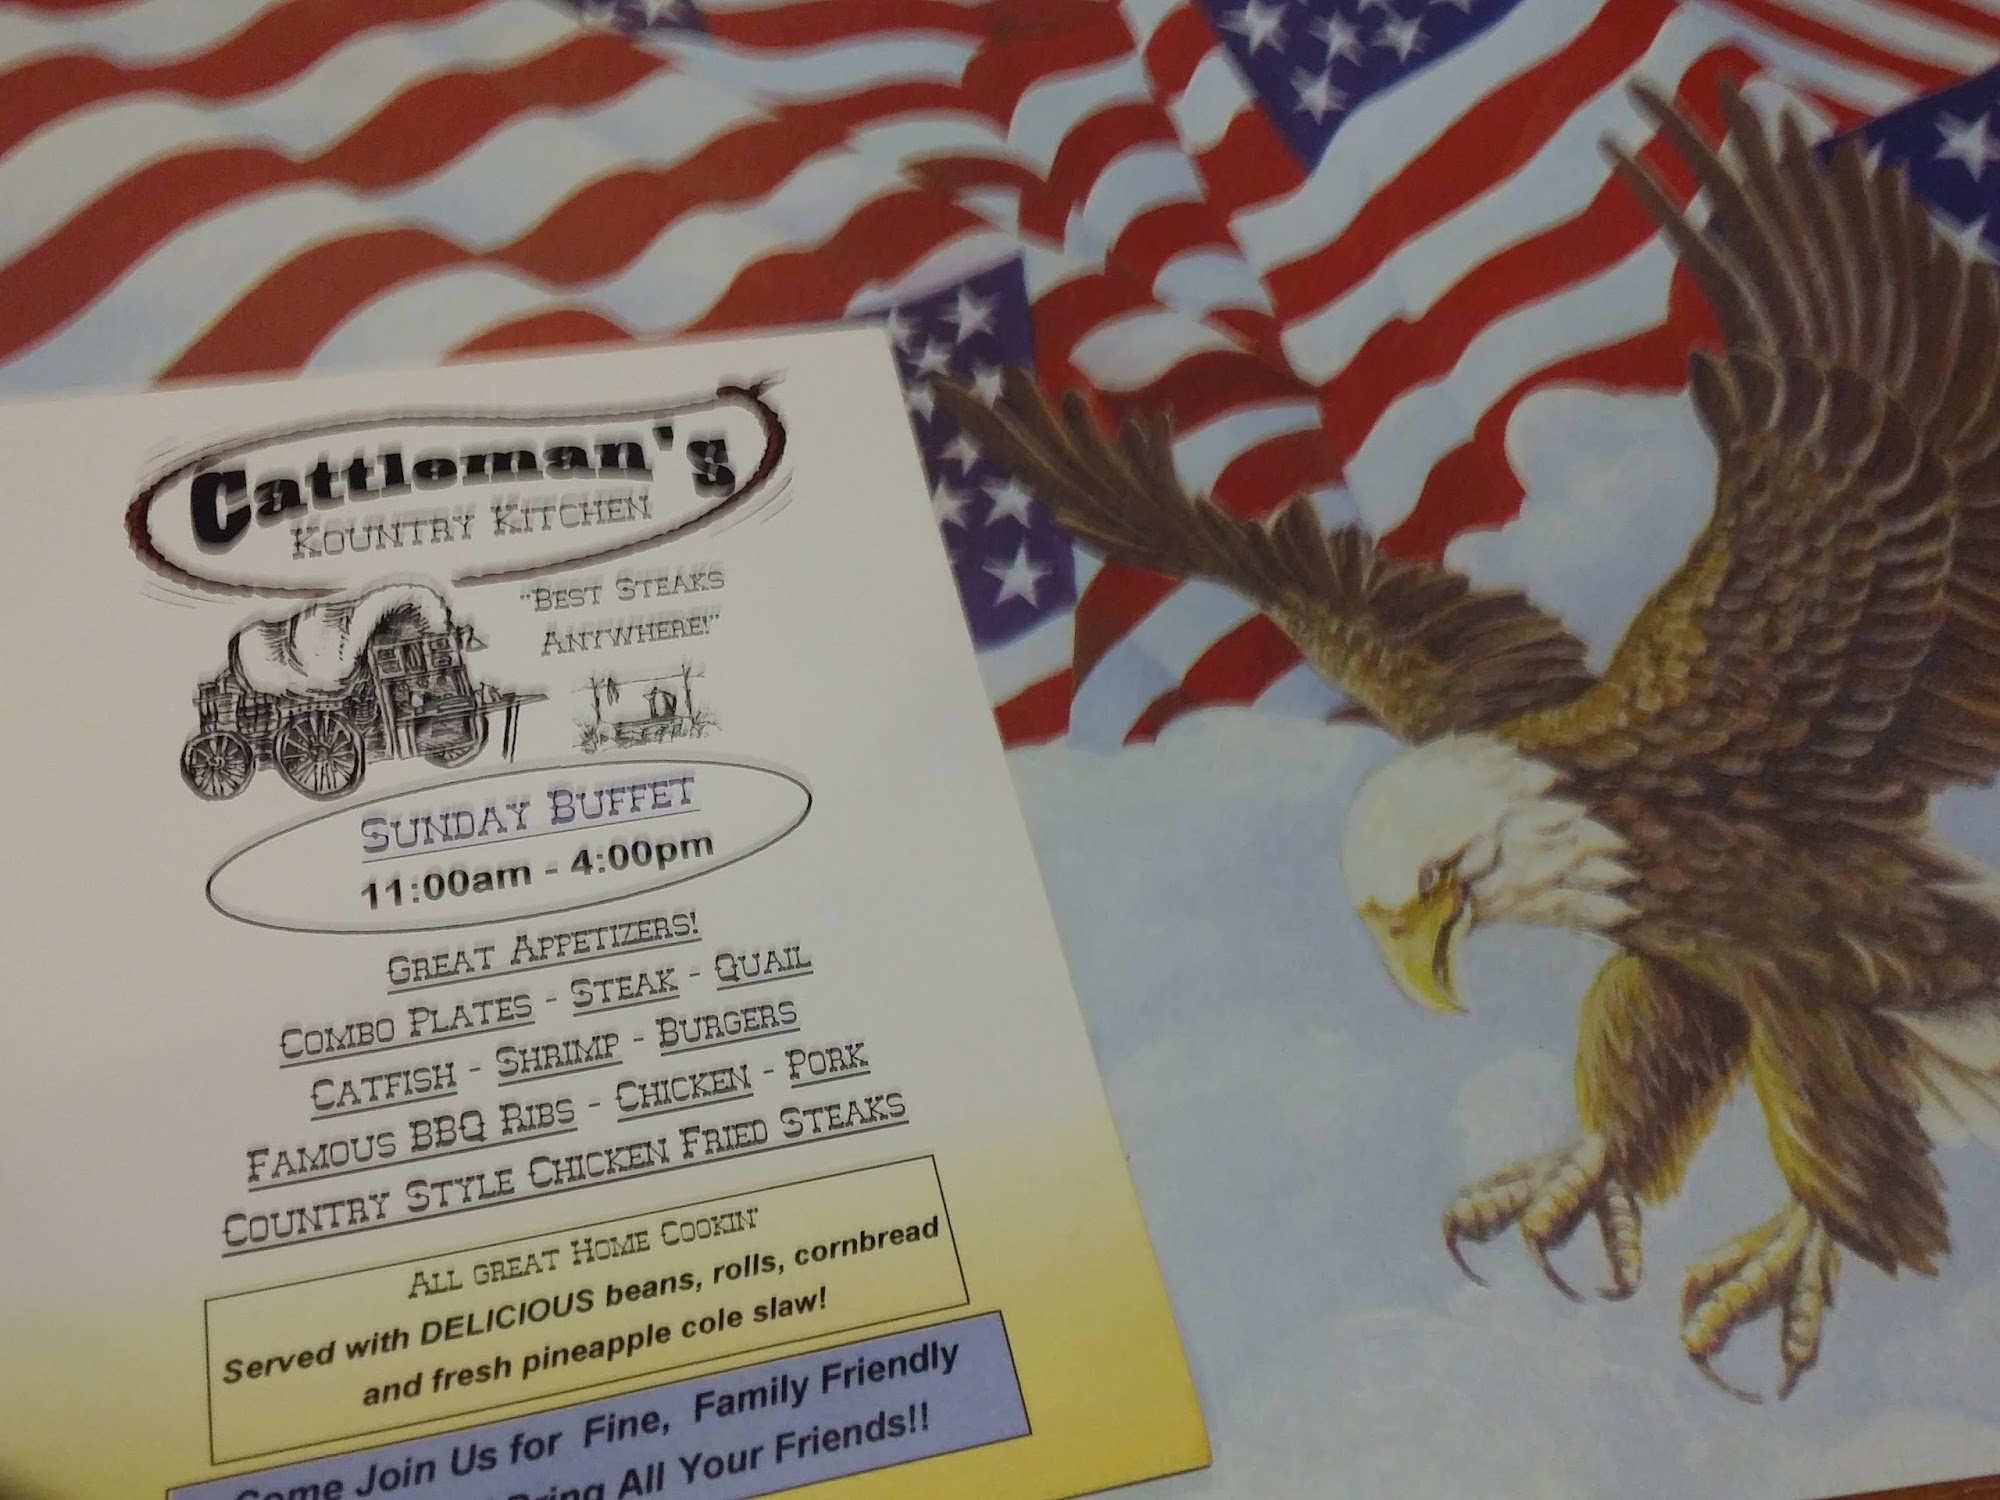 Cattleman's
Kountry Kitchen
"Best Steaks
Anywhere!"
Sunday Buffet
11:00am - 4:00pm
Great Appetizers!
Combo Plates - Steak - Quail
Catfish - Shrimp - Burgers
Famous BBQ Ribs - Chicken - Pork
Country Style Chicken Fried Steaks
All great Home Cookin'
Served with DELICIOUS beans, rolls, cornbread
and fresh pineapple cole slaw!
Come Join Us for Fine, Family Friendly
Bring All Your Friends!!